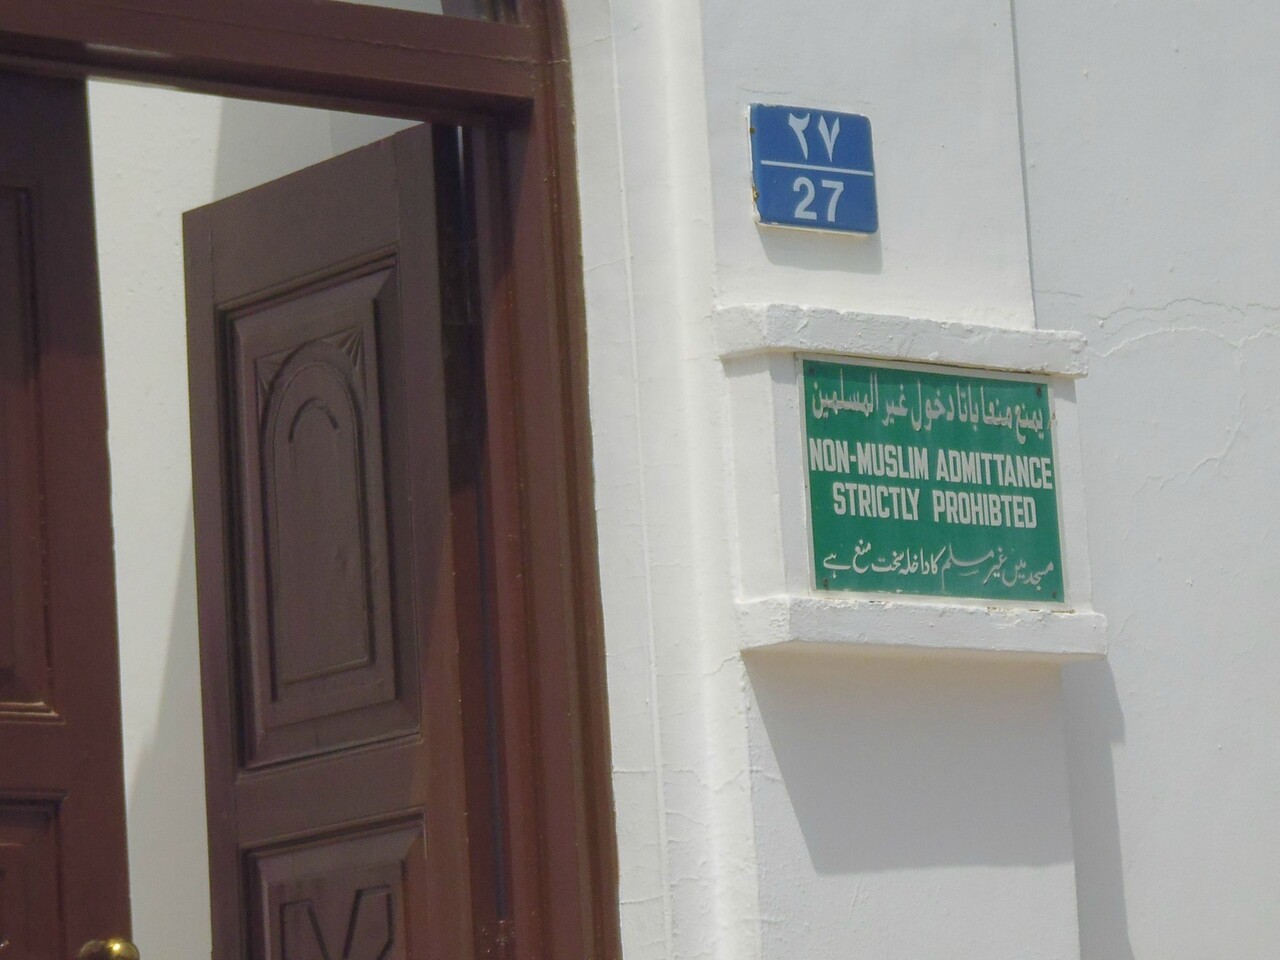 ٢٧
27
يمنع منعا باتا دخول غير المسلمين
NON-MUSLIM ADMITTANCE
STRICTLY PROHIBTED
مسجد میں غیر مسلم کا داخلہ سخت منع ہے